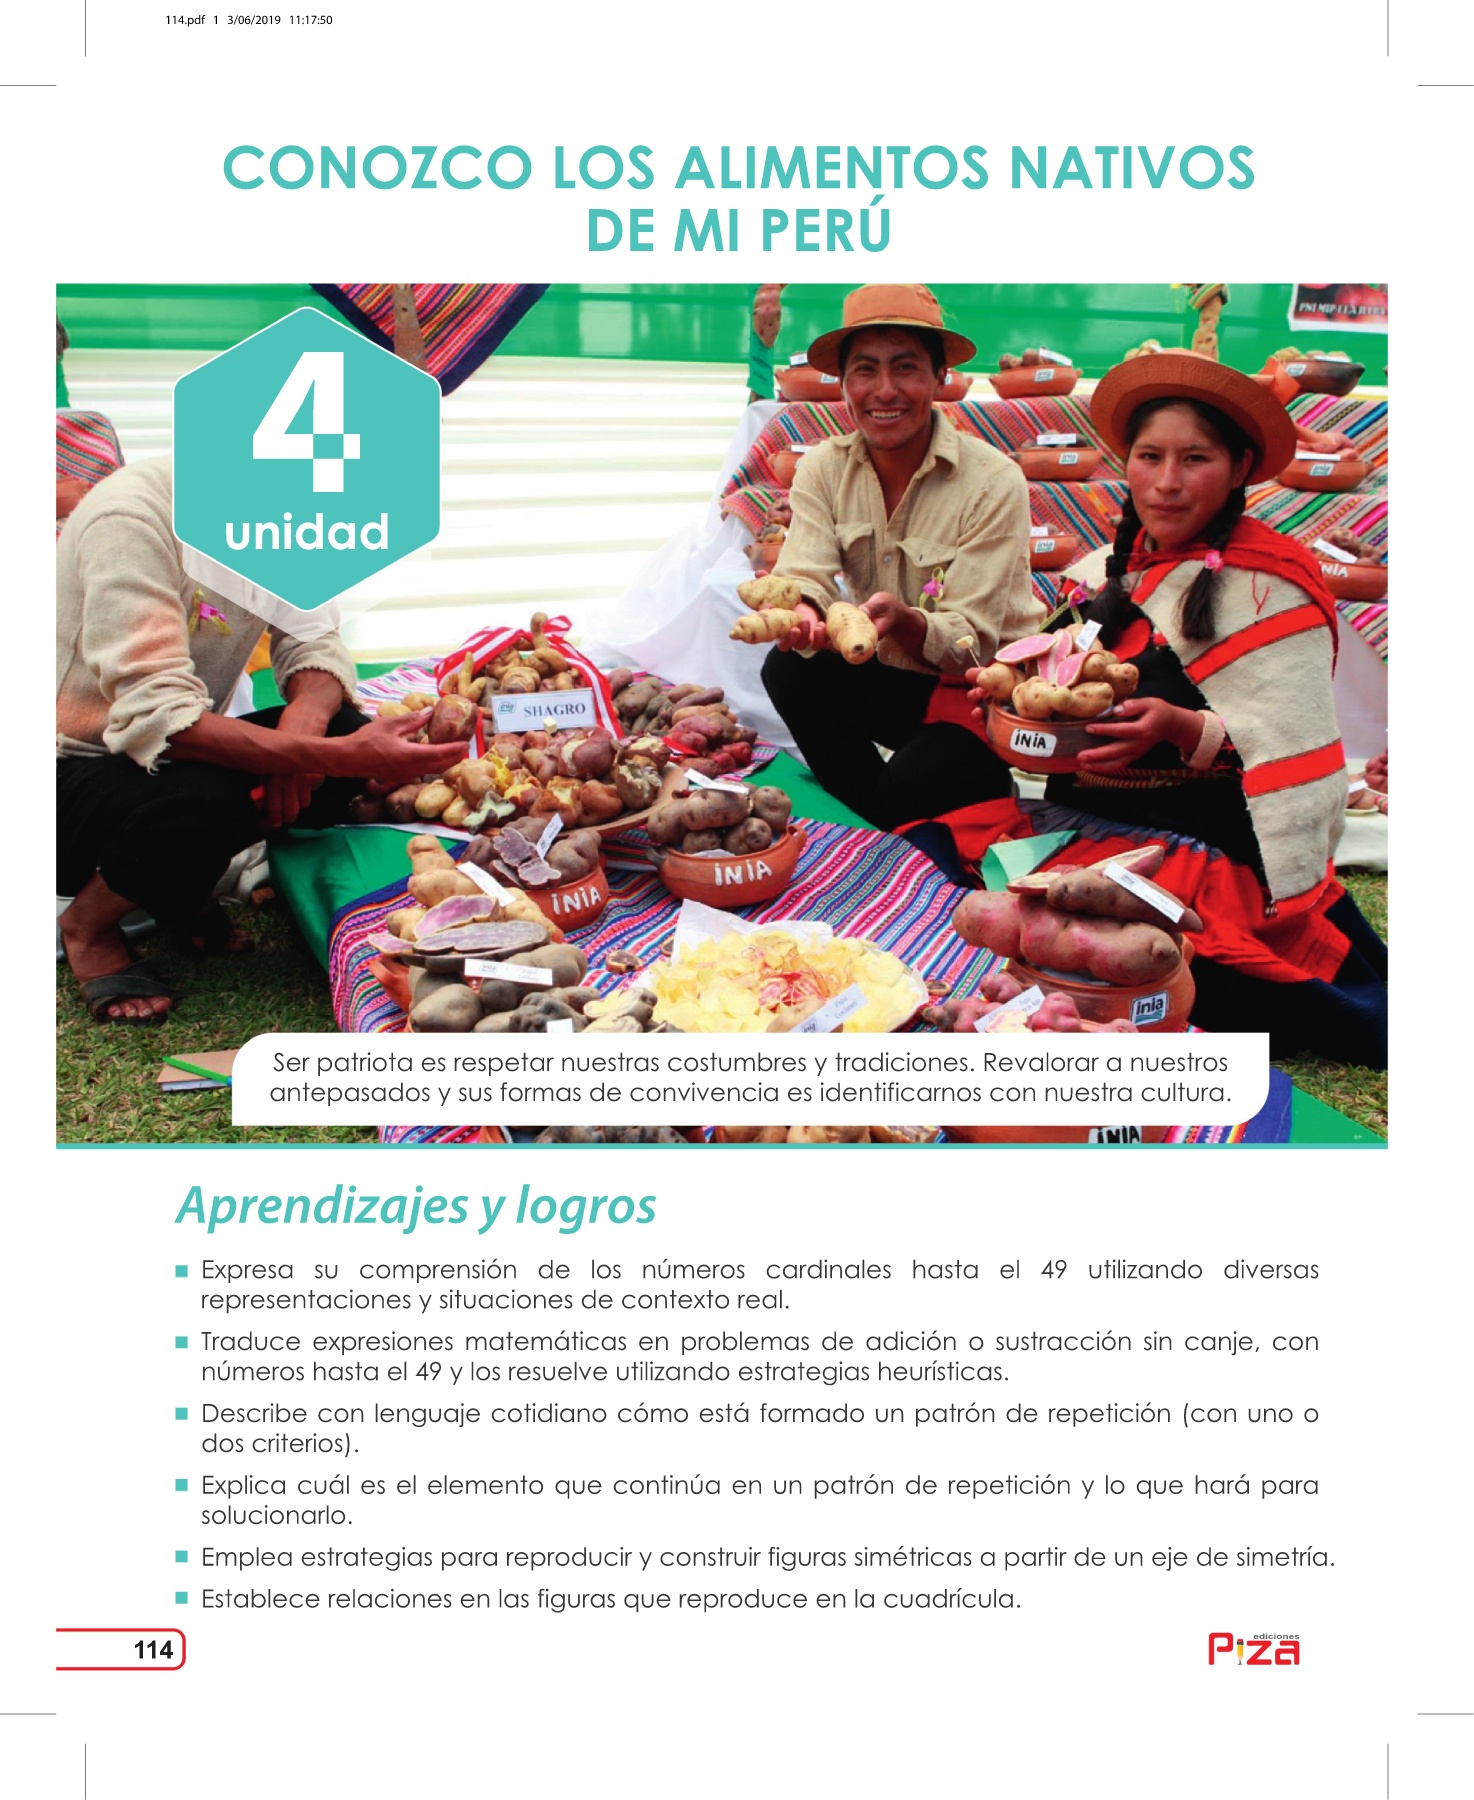 114.pdf 1 3/06/2019 11:17:50
CONOZCO LOS ALIMENTOS NATIVOS
DE MI PERÚ
4
unidad
SHAGRO
INIA
INIA
INIA
INIA
inia
INIA
Ser patriota es respetar nuestras costumbres y tradiciones. Revalorar a nuestros
antepasados y sus formas de convivencia es identificarnos con nuestra cultura.
INIA
Aprendizajes y logros
Expresa su comprensión de los números cardinales hasta el 49 utilizando diversas
representaciones y situaciones de contexto real.
Traduce expresiones matemáticas en problemas de adición o sustracción sin canje, con
números hasta el 49 y los resuelve utilizando estrategias heurísticas.
Describe con lenguaje cotidiano cómo está formado un patrón de repetición (con uno o
dos criterios).
Explica cuál es el elemento que continúa en un patrón de repetición y lo que hará para
solucionarlo.
Emplea estrategias para reproducir y construir figuras simétricas a partir de un eje de simetría.
Establece relaciones en las figuras que reproduce en la cuadrícula.
114
ediciones
Piza